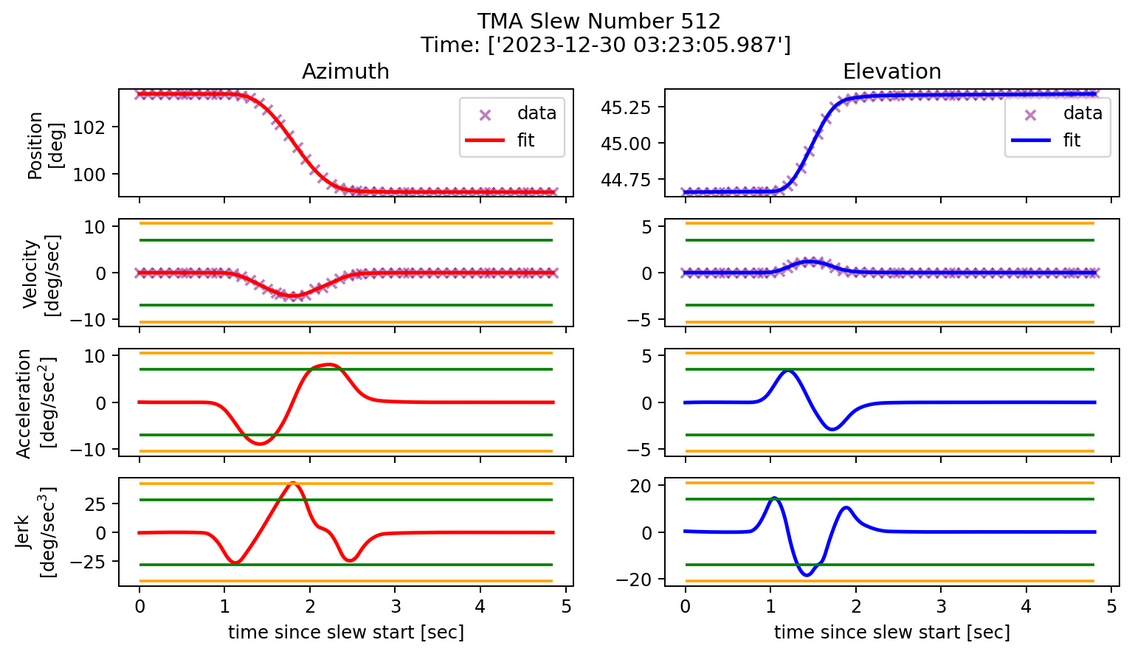 TMA Slew Number 512
Time: ['2023-12-30 03:23:05.987']
Azimuth
Elevation
Position
[deg]
102
100
data
fit
45.25
45.00
44.75
data
fit
Velocity
[deg/sec]
10
0
−10
5
0
−5
Acceleration
[deg/sec²]
10
0
−10
5
0
−5
Jerk
[deg/sec³]
25
0
−25
20
0
−20
0 1 2 3 4 5
0 1 2 3 4 5
time since slew start [sec]
time since slew start [sec]